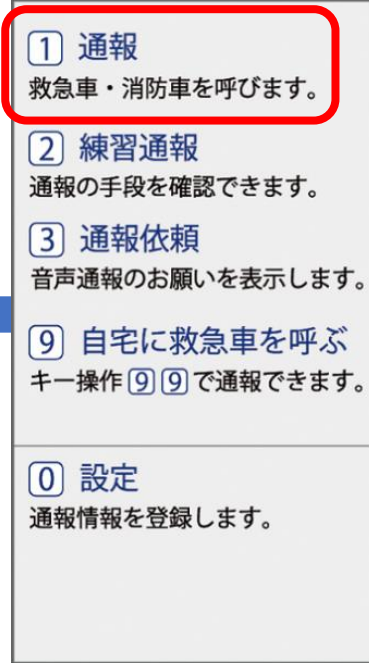 1 通報
救急車・消防車を呼びます。
2 練習通報
通報の手段を確認できます。
3 通報依頼
音声通報のお願いを表示します。
9 自宅に救急車を呼ぶ
キー操作99で通報できます。
0 設定
通報情報を登録します。